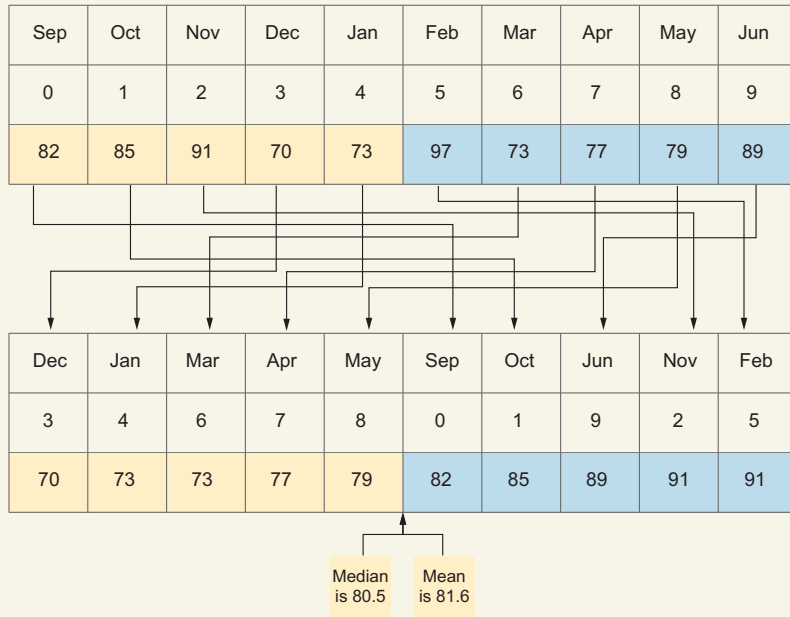 Sep Oct Nov Dec Jan Feb Mar Apr May Jun
0 1 2 3 4 5 6 7 8 9
82 85 91 70 73 97 73 77 79 89
Dec Jan Mar Apr May Sep Oct Jun Nov Feb
3 4 6 7 8 0 1 9 2 5
70 73 73 77 79 82 85 89 91 91
Median
is 80.5
Mean
is 81.6